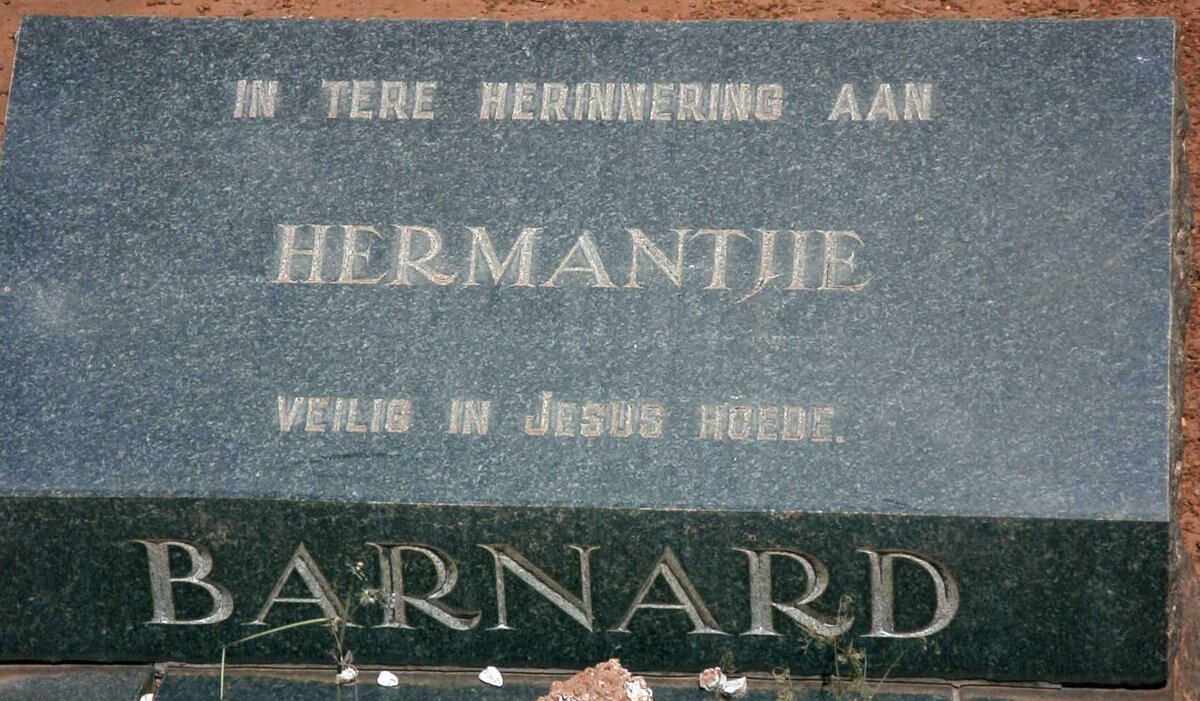 IN TERE HERINNERING AAN
HERMANTJIE
VEILIG IN JESUS HOEDE.
BARNARD